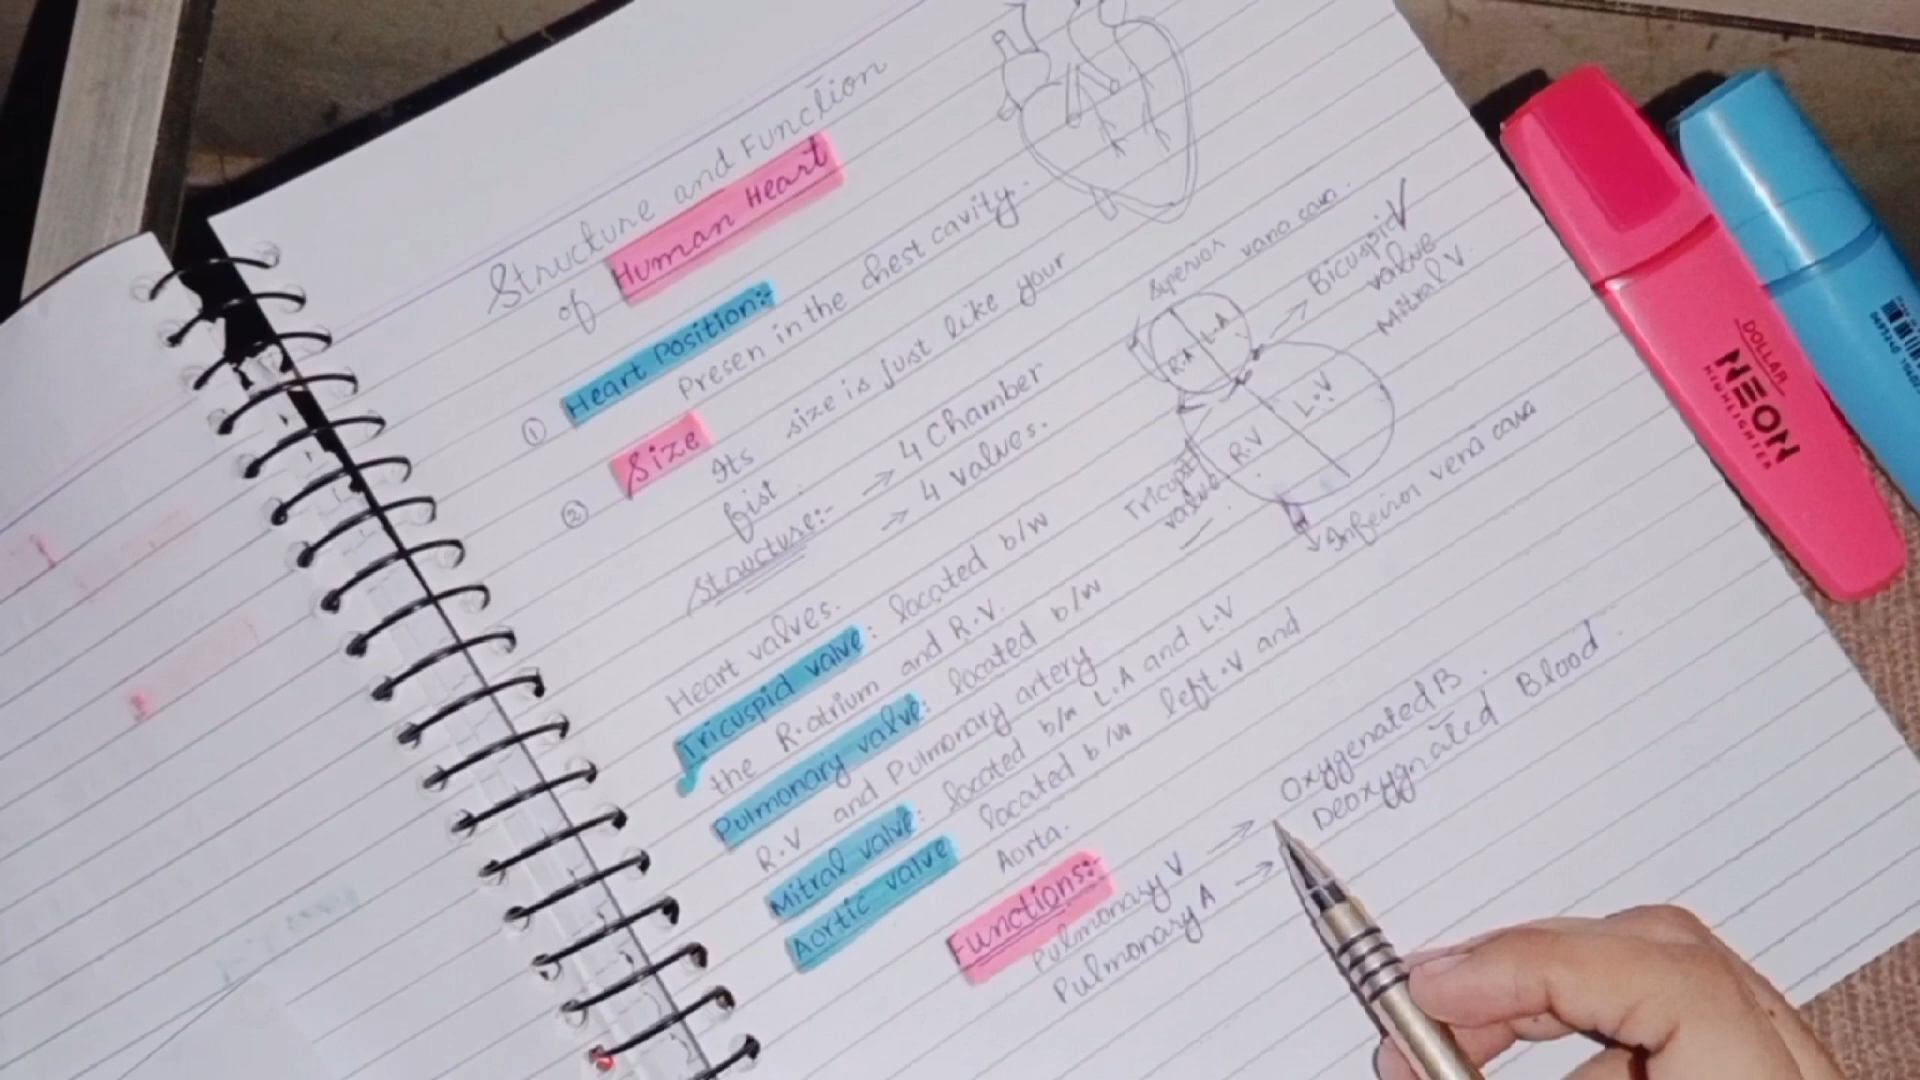 Structure and Function
of Human Heart
① Heart Position:
Presen in the chest cavity.
② Size
Its size is just like your
fist.
Structure:- → 4 Chamber
→ 4 valves.
Heart valves.
Tricuspid valve: located b/w
the R.atrium and R.V.
Pulmonary valve: located b/w
R.V and Pulmonary artery
Mitral valve: located b/w L.A and L.V
Aortic valve located b/w left.V and
Aorta.
Functions:-
Pulmonary V → Oxygenated B.
Pulmonary A → Deoxygnated Blood.
Superior vana cava.
R.A L.A
Bicuspid
valve
Mitral V.
R.V L.V
Tricuspid
valve
Inferior vena cava
DOLLAR
NEON
HIGHLIGHTER